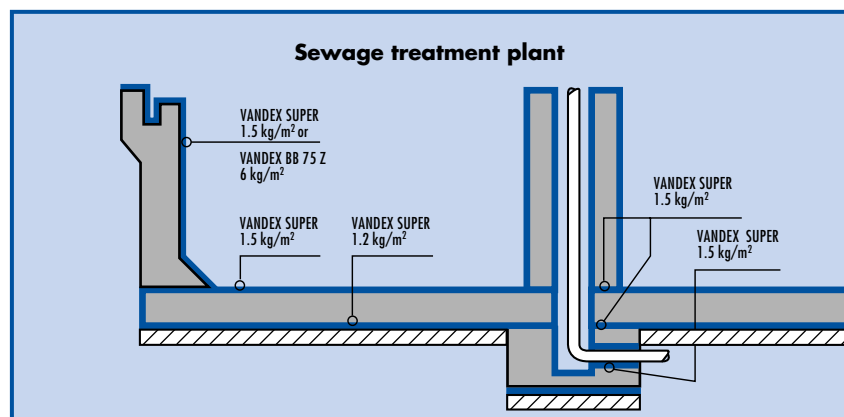 Sewage treatment plant
VANDEX SUPER
1.5 kg/m² or
VANDEX BB 75 Z
6 kg/m²
VANDEX SUPER
1.5 kg/m²
VANDEX SUPER
1.2 kg/m²
VANDEX SUPER
1.5 kg/m²
VANDEX SUPER
1.5 kg/m²